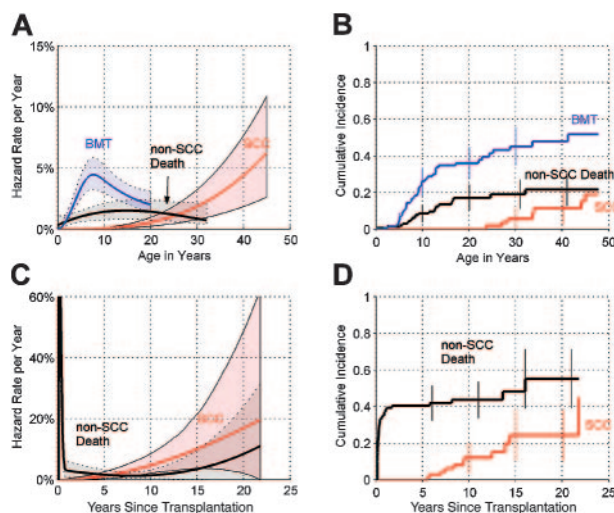 A
15%
10%
5%
0%
Hazard Rate per Year
BMT
non-SCC
Death
SCC
0 10 20 30 40 50
Age in Years
B
1
0.8
0.6
0.4
0.2
0
Cumulative Incidence
BMT
non-SCC Death
SCC
0 10 20 30 40 50
Age in Years
C
60%
40%
20%
0%
Hazard Rate per Year
non-SCC
Death
SCC
0 5 10 15 20 25
Years Since Transplantation
D
1
0.8
0.6
0.4
0.2
0
Cumulative Incidence
non-SCC
Death
SCC
0 5 10 15 20 25
Years Since Transplantation